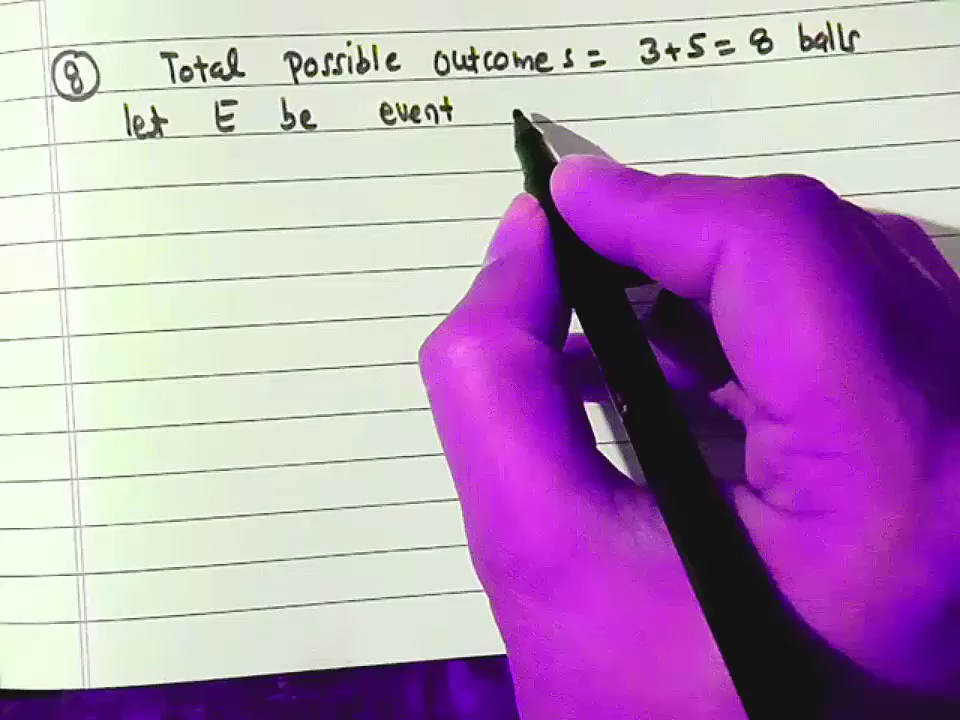 ⑧ Total possible outcomes = 3+5 = 8 balls
let E be event